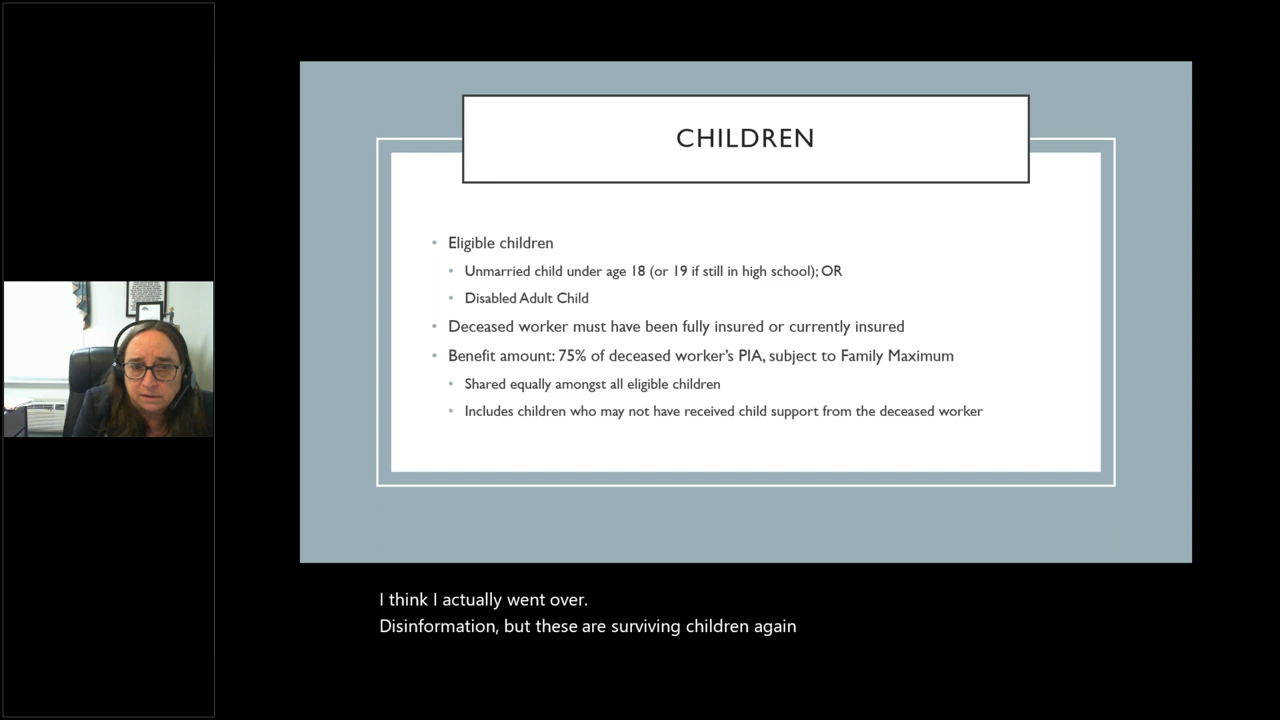 CHILDREN
• Eligible children
• Unmarried child under age 18 (or 19 if still in high school); OR
• Disabled Adult Child
• Deceased worker must have been fully insured or currently insured
• Benefit amount: 75% of deceased worker's PIA, subject to Family Maximum
• Shared equally amongst all eligible children
• Includes children who may not have received child support from the deceased worker
I think I actually went over.
Disinformation, but these are surviving children again